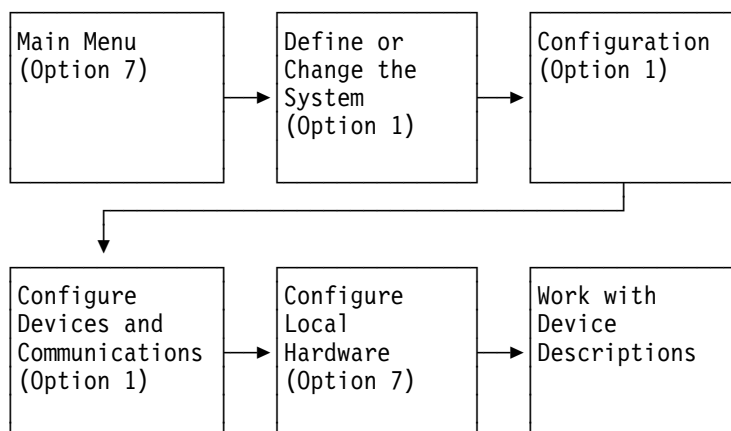 Main Menu
(Option 7)
Define or
Change the
System
(Option 1)
Configuration
(Option 1)
Configure
Devices and
Communications
(Option 1)
Configure
Local
Hardware
(Option 7)
Work with
Device
Descriptions